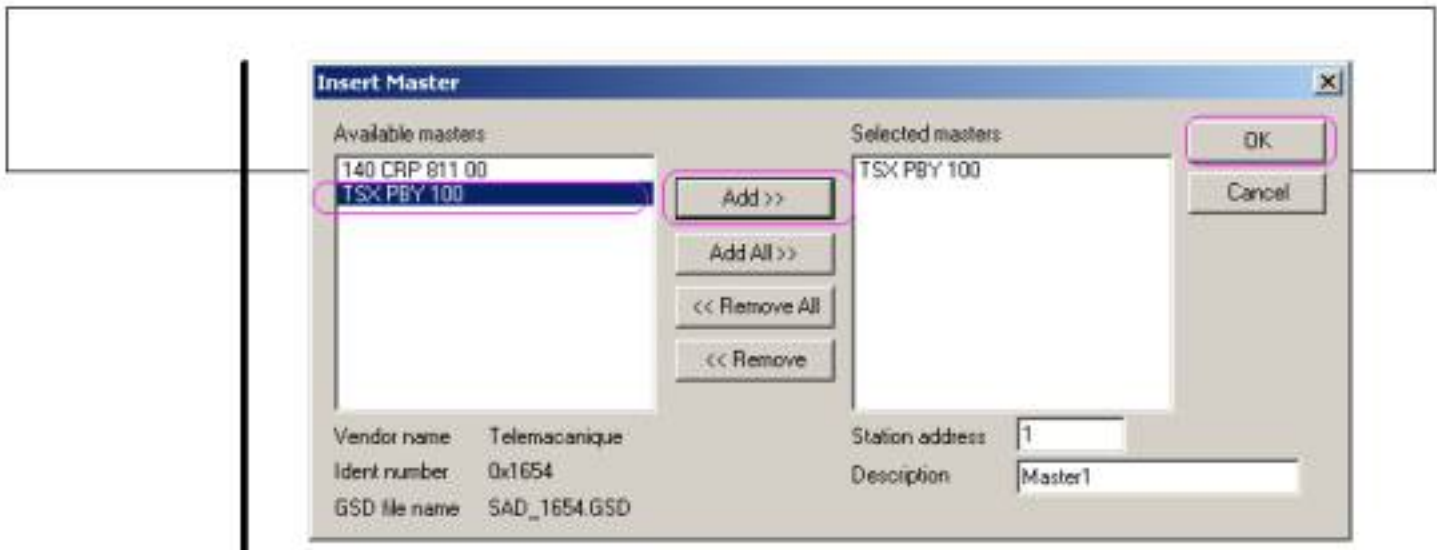 Insert Master
Available masters
140 CRP 811 00
TSX PBY 100
Add >>
Add All >>
<< Remove All
<< Remove
Selected masters
TSX PBY 100
OK
Cancel
Vendor name Telemacanique
Ident number 0x1654
GSD file name SAD_1654.GSD
Station address 1
Description Master1